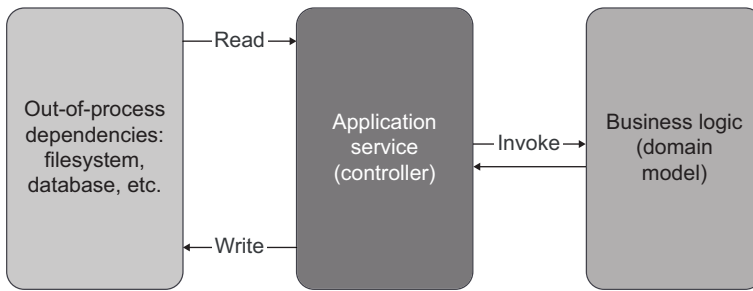 Read
Out-of-process
dependencies:
filesystem,
database, etc.
Application
service
(controller)
Invoke
Business logic
(domain
model)
Write